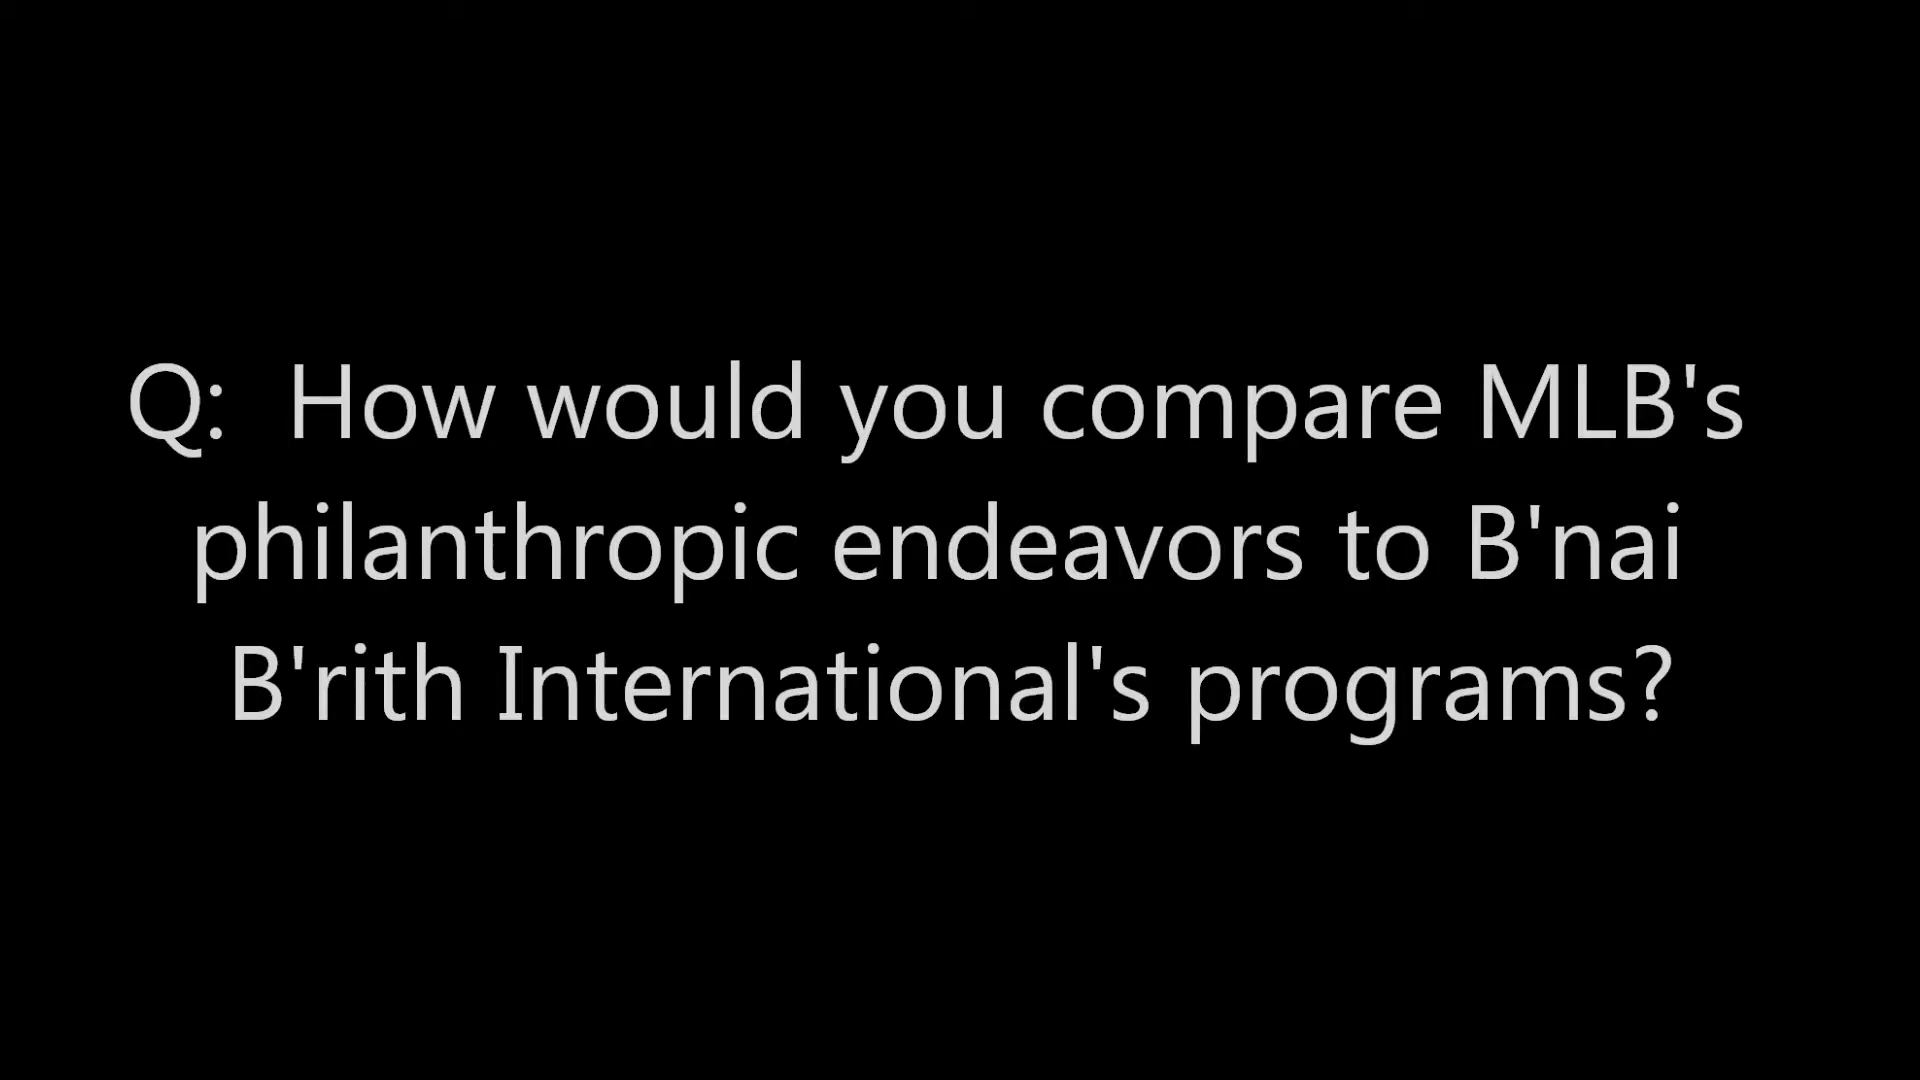 Q:  How would you compare MLB's
philanthropic endeavors to B'nai
B'rith International's programs?